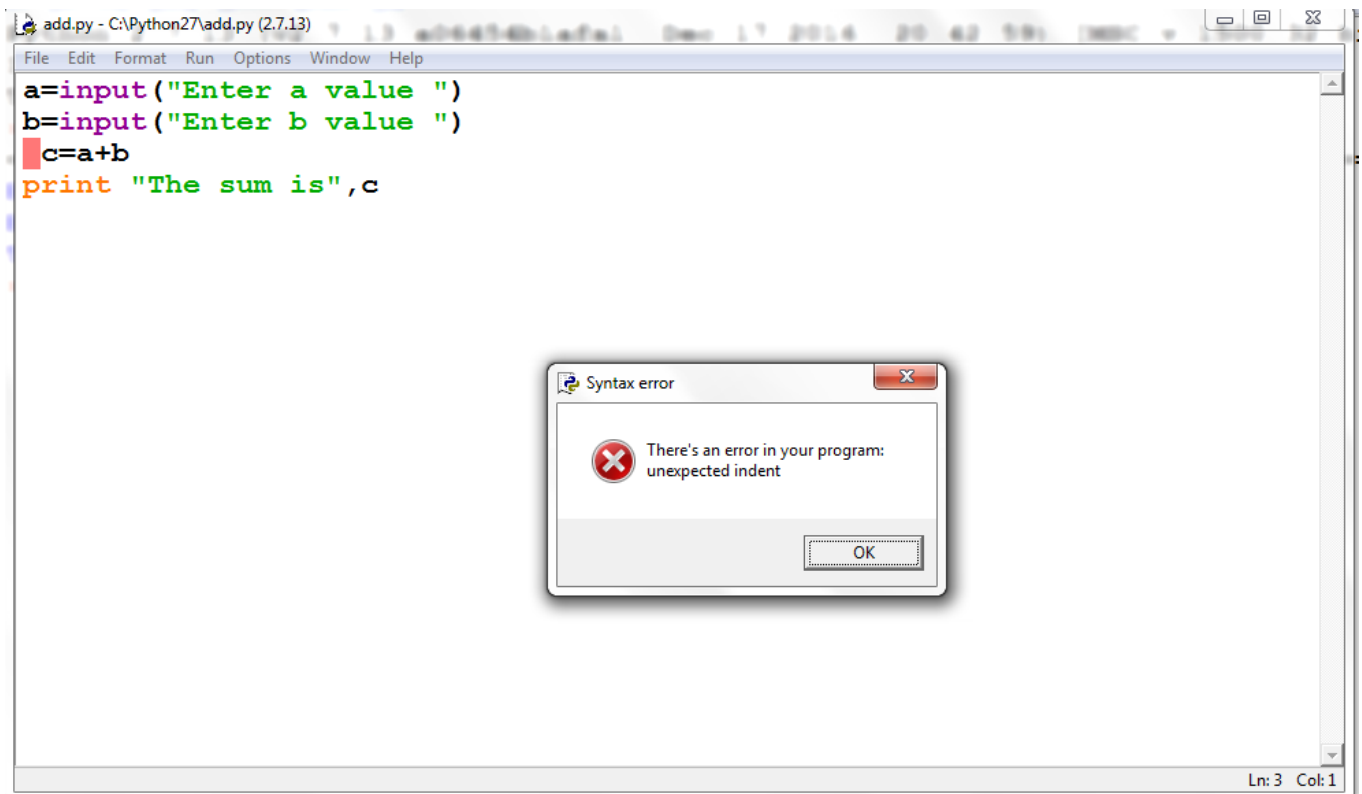 add.py - C:\Python27\add.py (2.7.13)
File Edit Format Run Options Window Help
a=input("Enter a value ")
b=input("Enter b value ")
 c=a+b
print "The sum is",c
Syntax error
There's an error in your program:
unexpected indent
OK
Ln: 3 Col: 1